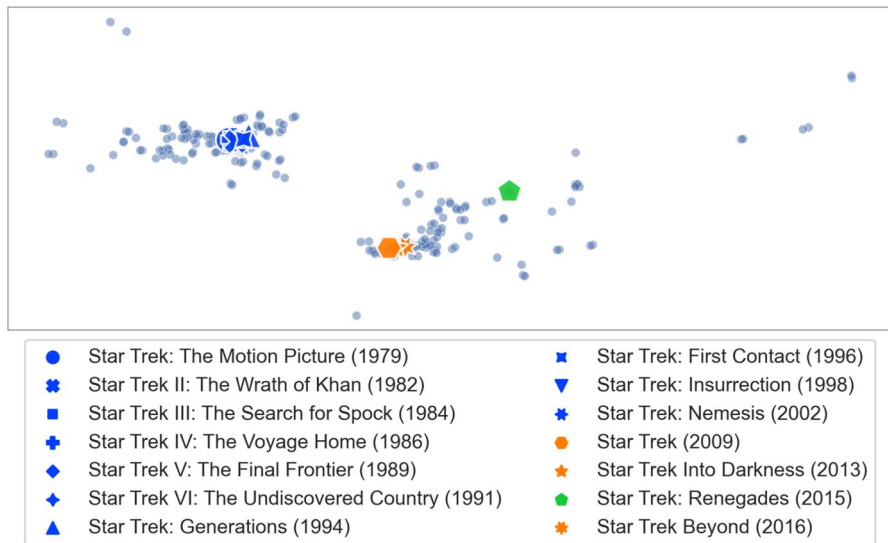 Star Trek: The Motion Picture (1979)
Star Trek II: The Wrath of Khan (1982)
Star Trek III: The Search for Spock (1984)
Star Trek IV: The Voyage Home (1986)
Star Trek V: The Final Frontier (1989)
Star Trek VI: The Undiscovered Country (1991)
Star Trek: Generations (1994)
Star Trek: First Contact (1996)
Star Trek: Insurrection (1998)
Star Trek: Nemesis (2002)
Star Trek (2009)
Star Trek Into Darkness (2013)
Star Trek: Renegades (2015)
Star Trek Beyond (2016)